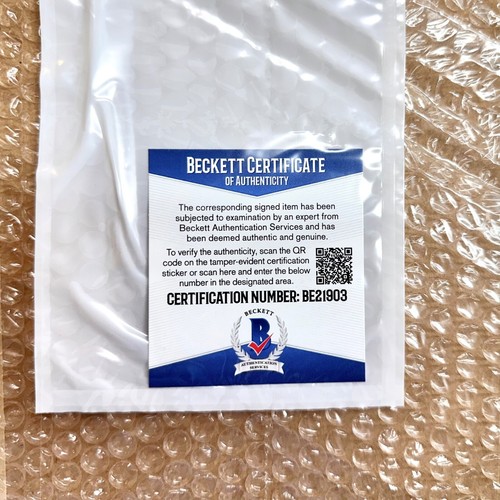 BECKETT CERTIFICATE
OF AUTHENTICITY
The corresponding signed item has been
subjected to examination by an expert from
Beckett Authentication Services and has
been deemed authentic and genuine.
To verify the authenticity, scan the QR
code on the tamper-evident certification
sticker or scan here and enter the below
number in the designated area.
CERTIFICATION NUMBER: BE21903
BECKETT
B
AUTHENTICATION
SERVICES